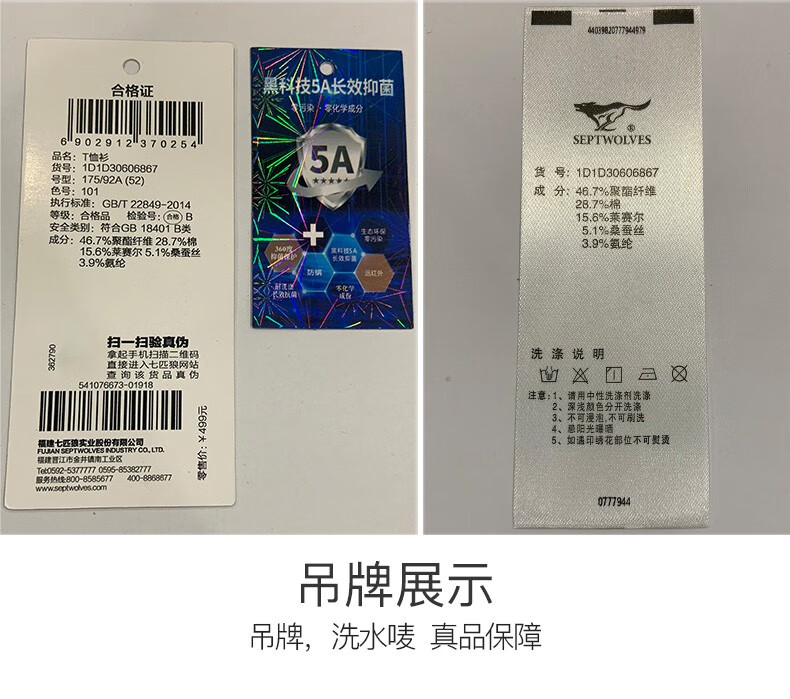 合格证
6 902912 370254
品名：T恤衫
货号：1D1D30606867
号型：175/92A (52)
色号：101
执行标准：GB/T 22849-2014
等级：合格品 检验号：合格 B
安全类别：符合GB 18401 B类
成分：46.7%聚酯纤维 28.7%棉
15.6%莱赛尔 5.1%桑蚕丝
3.9%氨纶
362790
扫一扫验真伪
拿起手机扫描二维码
直接进入七匹狼网站
查询该货品真伪
541076673-01918
福建七匹狼实业股份有限公司
FUJIAN SEPTWOLVES INDUSTRY CO., LTD.
福建晋江市金井镇南工业区
Tel:0592-5377777 0595-85382777
服务热线:800-8585677 400-8868677
www.septwolves.com
零售价：￥499元
黑科技5A长效抑菌
零污染 · 零化学成分
5A
★★★★★
生态环保
零污染
360度
抑菌保护
黑科技5A
长效抑菌
防螨
远红外
耐洗涤
长效抗菌
零化学
成份
4403982077794​4979
SEPTWOLVES
®
货 号：1D1D30606867
成 分：46.7%聚酯纤维
28.7%棉
15.6%莱赛尔
5.1%桑蚕丝
3.9%氨纶
洗 涤 说 明
注意：1、请用中性洗涤剂洗涤
2、深浅颜色分开洗涤
3、不可浸泡,不可刷洗
4、忌阳光曝晒
5、如遇印绣花部位不可熨烫
0777944
吊牌展示
吊牌，洗水唛 真品保障